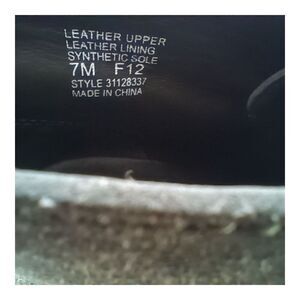 LEATHER UPPER
LEATHER LINING
SYNTHETIC SOLE
7M F12
STYLE 31128337
MADE IN CHINA